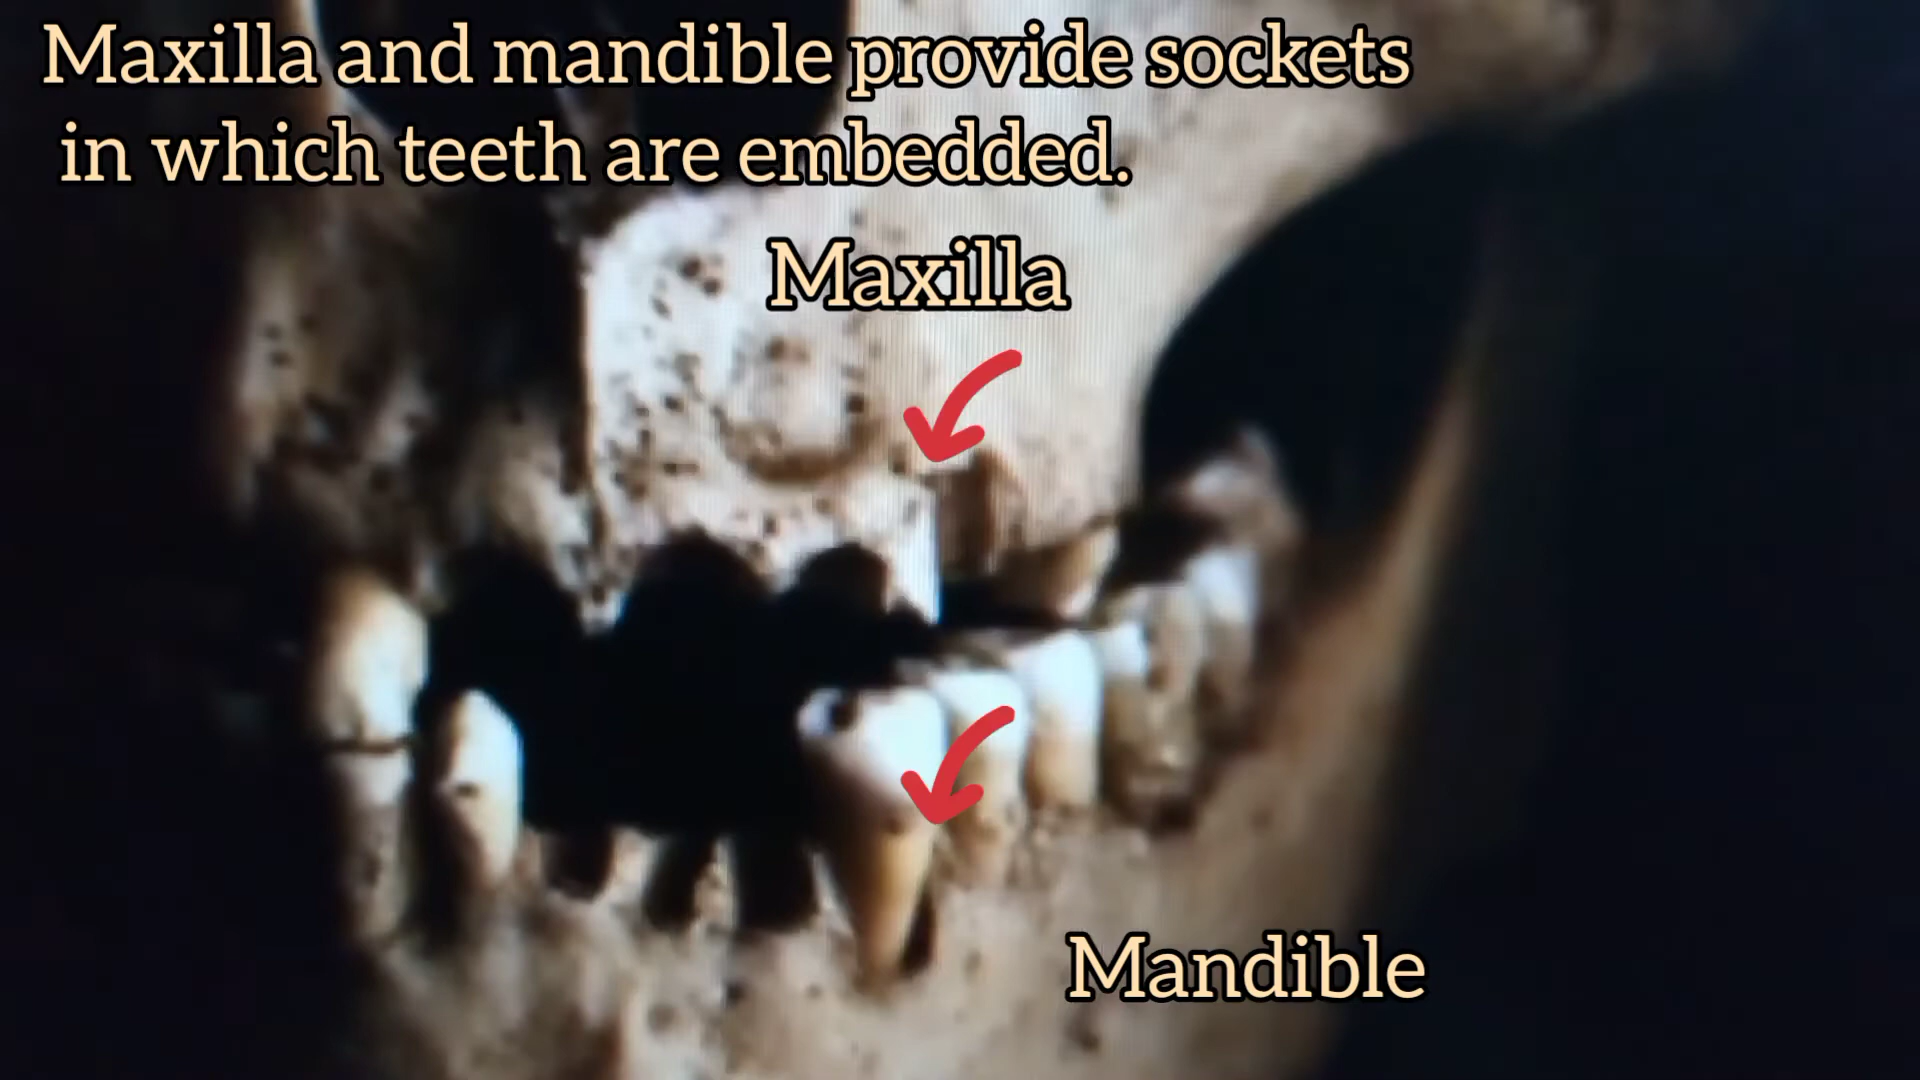 Maxilla and mandible provide sockets
in which teeth are embedded.
Maxilla
Mandible